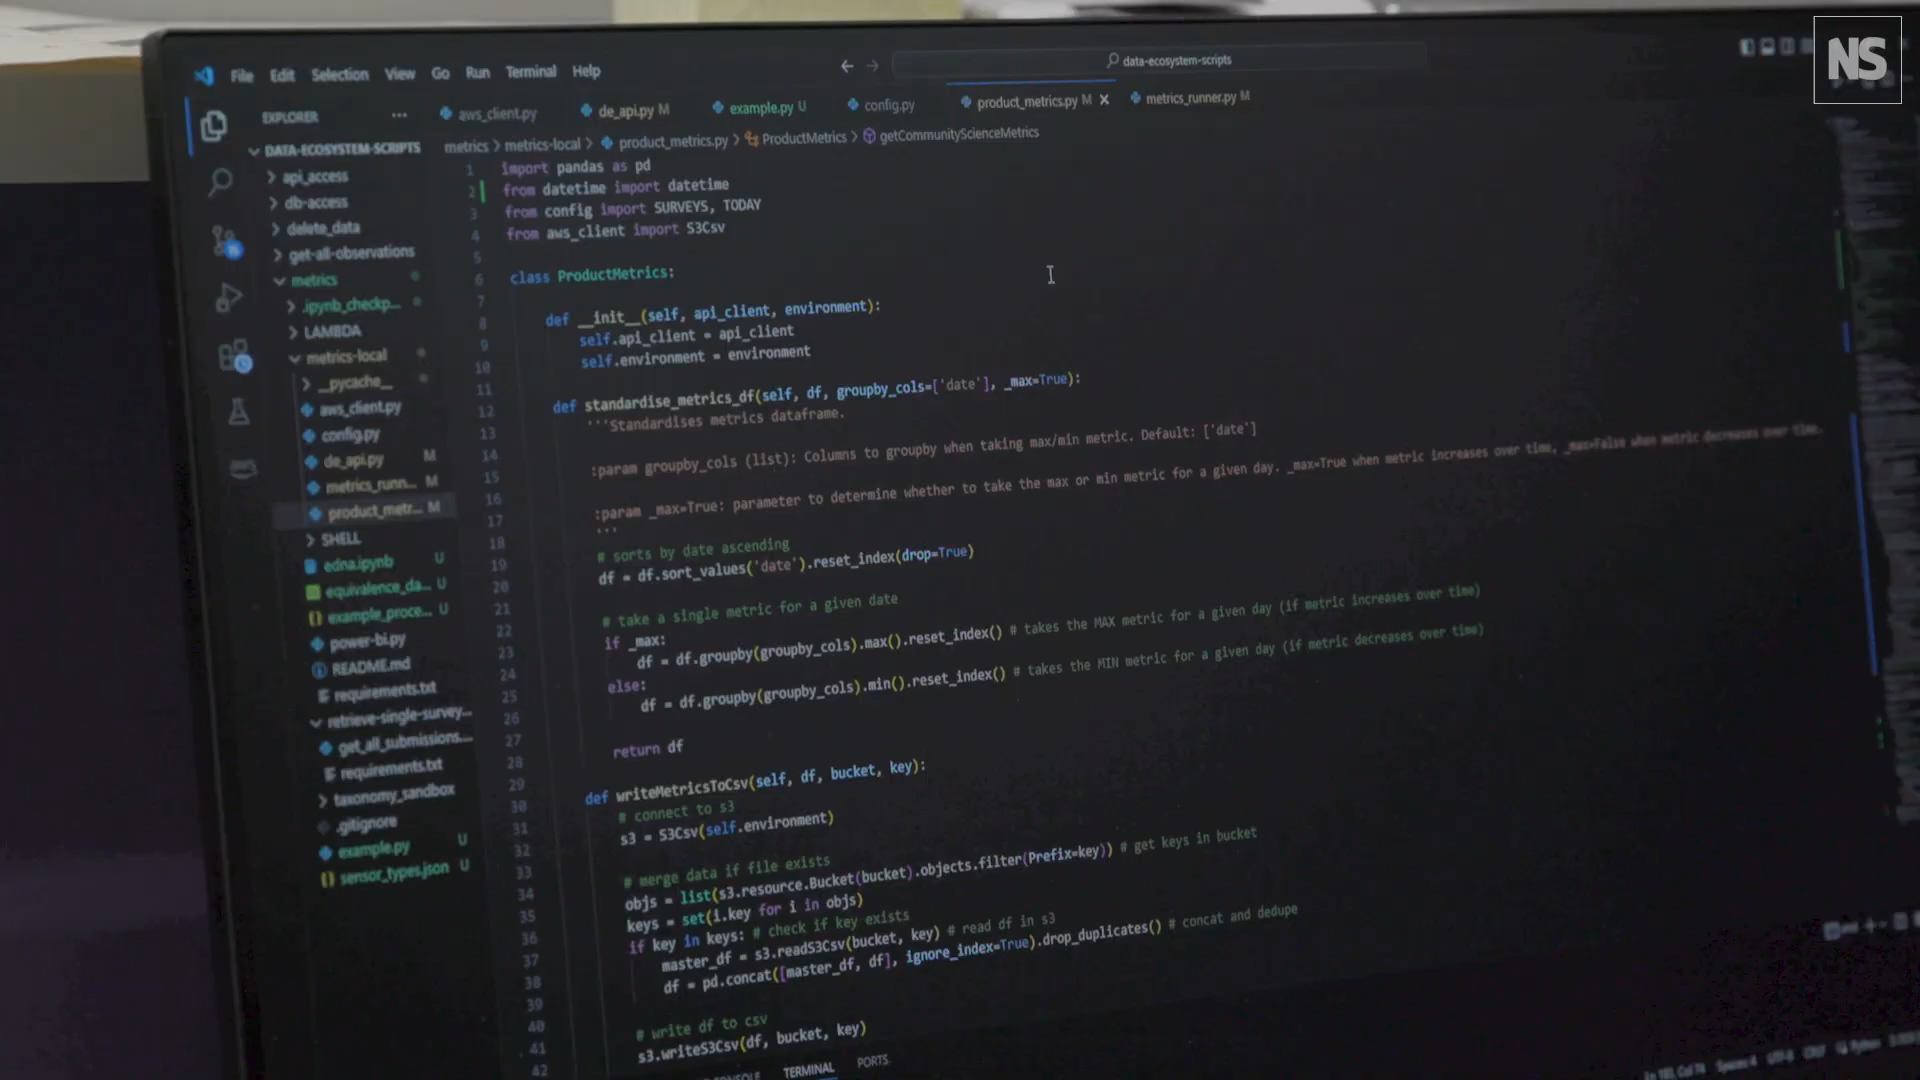 NS
File Edit Selection View Go Run Terminal Help
data-ecosystem-scripts
EXPLORER
aws_client.py
de_api.py M
example.py U
config.py
product_metrics.py M
metrics_runner.py M
metrics > metrics-local > product_metrics.py > ProductMetrics > getCommunityScienceMetrics
DATA-ECOSYSTEM-SCRIPTS
api_access
db-access
delete_data
get-all-observations
metrics
.ipynb_checkp...
LAMBDA
metrics-local
__pycache__
aws_client.py
config.py
de_api.py M
metrics_runn... M
product_metr... M
SHELL
edna.ipynb U
equivalence_da... U
example_proce... U
power-bi.py
README.md
requirements.txt
retrieve-single-survey...
get_all_submissions...
requirements.txt
taxonomy_sandbox
.gitignore
example.py U
sensor_types.json U
1 import pandas as pd
2 from datetime import datetime
3 from config import SURVEYS, TODAY
4 from aws_client import S3Csv
5
6 class ProductMetrics:
7
8 def __init__(self, api_client, environment):
9 self.api_client = api_client
10 self.environment = environment
11
12 def standardise_metrics_df(self, df, groupby_cols=['date'], _max=True):
13 '''Standardises metrics dataframe.
14
15 :param groupby_cols (list): Columns to groupby when taking max/min metric. Default: ['date']
16
17 :param _max=True: parameter to determine whether to take the max or min metric for a given day. _max=True when metric increases over time, _max=False when metric decreases over time.
18 '''
19 # sorts by date ascending
20 df = df.sort_values('date').reset_index(drop=True)
21
22 # take a single metric for a given date
23 if _max:
24 df = df.groupby(groupby_cols).max().reset_index() # takes the MAX metric for a given day (if metric increases over time)
25 else:
26 df = df.groupby(groupby_cols).min().reset_index() # takes the MIN metric for a given day (if metric decreases over time)
27
28 return df
29
30 def writeMetricsToCsv(self, df, bucket, key):
31 # connect to s3
32 s3 = S3Csv(self.environment)
33
34 # merge data if file exists
35 objs = list(s3.resource.Bucket(bucket).objects.filter(Prefix=key)) # get keys in bucket
36 keys = set(i.key for i in objs)
37 if key in keys: # check if key exists
38 master_df = s3.readS3Csv(bucket, key) # read df in s3
39 df = pd.concat([master_df, df], ignore_index=True).drop_duplicates() # concat and dedupe
40
41 # write df to csv
42 s3.writeS3Csv(df, bucket, key)
TERMINAL PORTS